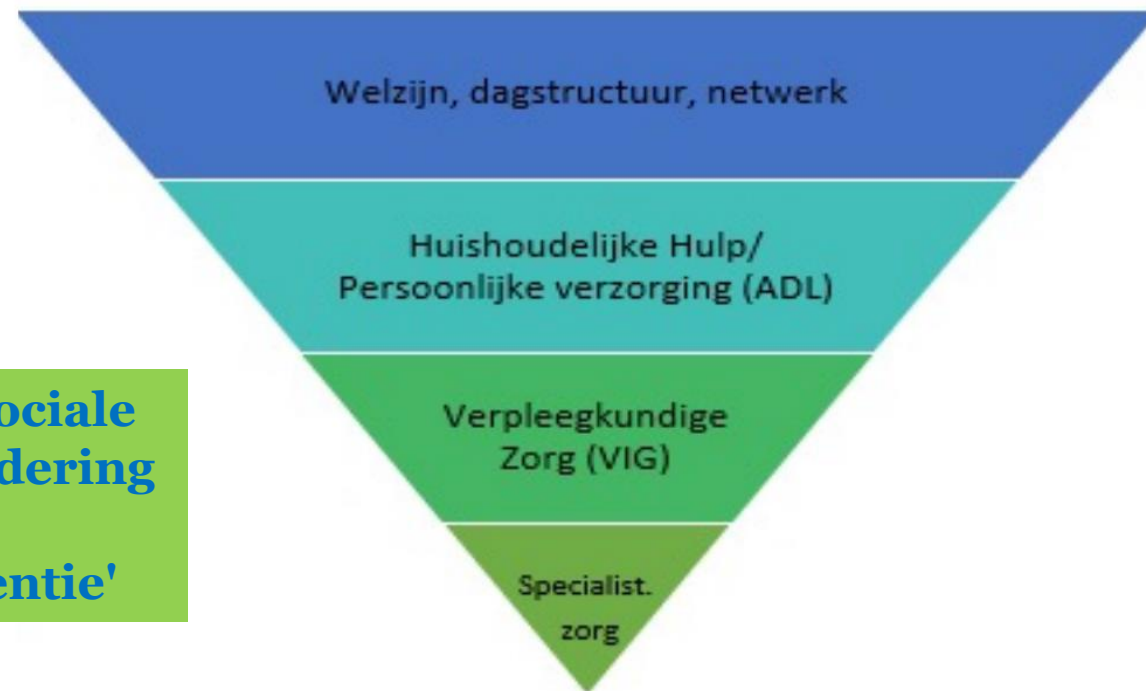 Welzijn, dagstructuur, netwerk
Huishoudelijke Hulp/
Persoonlijke verzorging (ADL)
Verpleegkundige
Zorg (VIG)
Specialist.
zorg
ociale
dering
entie'